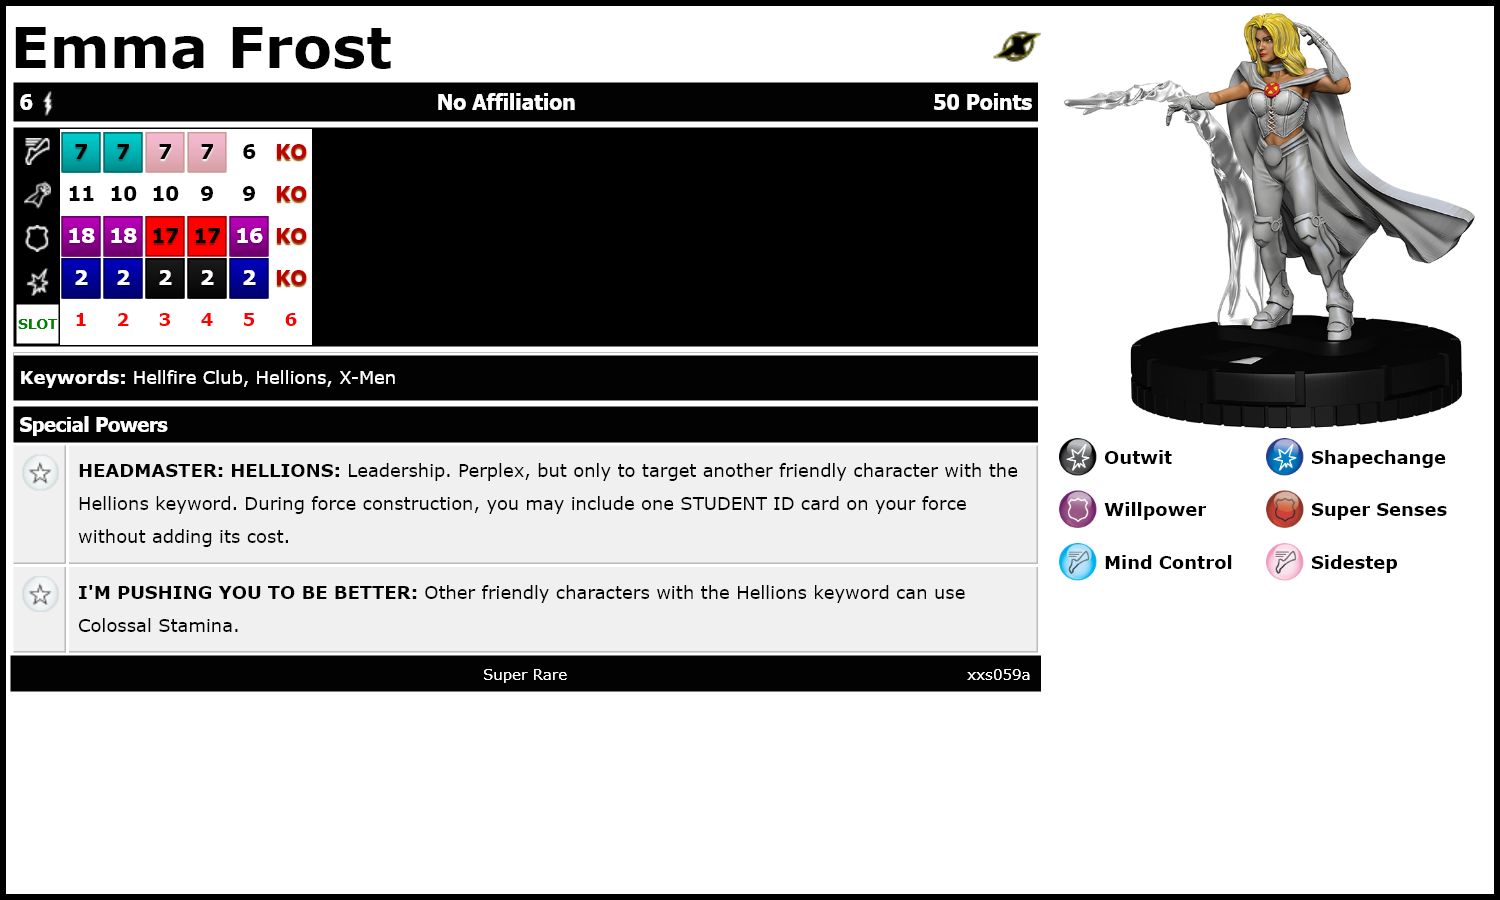 Emma Frost
6 No Affiliation 50 Points
7 7 7 7 6 KO
11 10 10 9 9 KO
18 18 17 17 16 KO
2 2 2 2 2 KO
SLOT 1 2 3 4 5 6
Keywords: Hellfire Club, Hellions, X-Men
Special Powers
HEADMASTER: HELLIONS: Leadership. Perplex, but only to target another friendly character with the
Hellions keyword. During force construction, you may include one STUDENT ID card on your force
without adding its cost.
I'M PUSHING YOU TO BE BETTER: Other friendly characters with the Hellions keyword can use
Colossal Stamina.
Super Rare xxs059a
Outwit Shapechange
Willpower Super Senses
Mind Control Sidestep